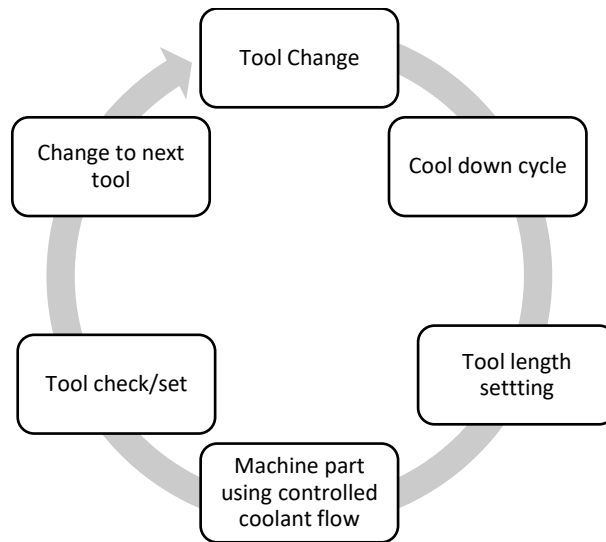 Tool Change
Cool down cycle
Tool length
settting
Machine part
using controlled
coolant flow
Tool check/set
Change to next
tool